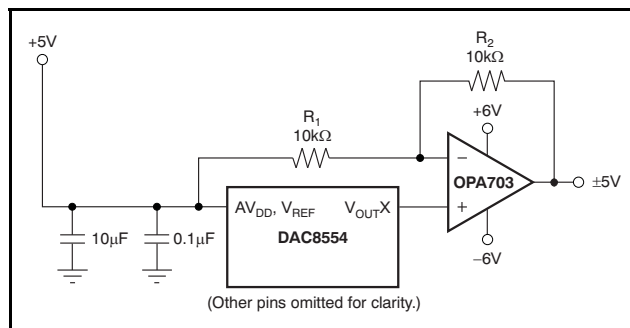 +5V
R2
10kΩ
R1
10kΩ
+6V
−
OPA703
±5V
+
−6V
AVDD, VREF
VOUTX
DAC8554
10μF
0.1μF
(Other pins omitted for clarity.)